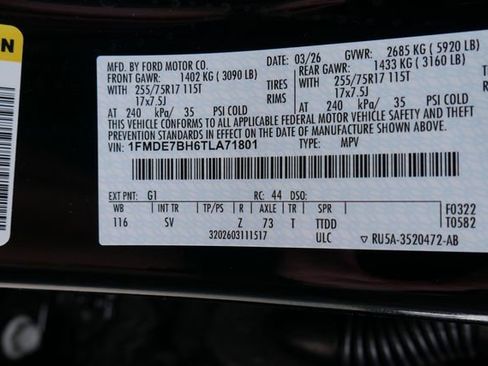 ON
MFD. BY FORD MOTOR CO. 03/26 GVWR: 2685 KG ( 5920 LB)
FRONT GAWR: 1402 KG ( 3090 LB) REAR GAWR: 1433 KG ( 3160 LB)
WITH 255/75R17 115T TIRES WITH 255/75R17 115T
17x7.5J RIMS 17x7.5J
AT 240 kPa/ 35 PSI COLD AT 240 kPa/ 35 PSI COLD
THIS VEHICLE CONFORMS TO ALL APPLICABLE FEDERAL MOTOR VEHICLE SAFETY AND THEFT PREVENTION STANDARDS IN EFFECT ON THE DATE OF MANUFACTURE SHOWN ABOVE.
VIN: 1FMDE7BH6TLA71801 TYPE: MPV
EXT PNT: G1 RC: 44 DSO: F0322
WB INT TR TP/PS R AXLE TR SPR T0582
116 SV Z 73 T TTDD
3202603111517 ULC ▽ RU5A-3520472-AB